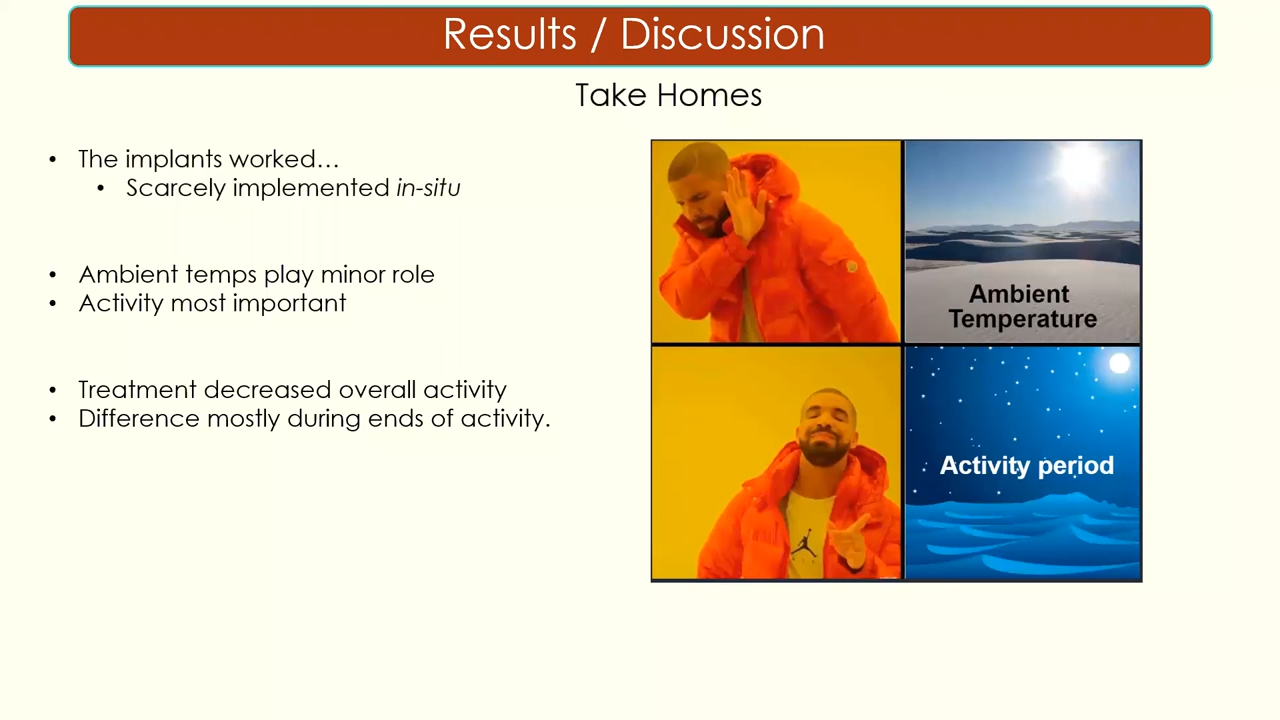 Results / Discussion
Take Homes
• The implants worked…
• Scarcely implemented in-situ
• Ambient temps play minor role
• Activity most important
• Treatment decreased overall activity
• Difference mostly during ends of activity.
Ambient
Temperature
Activity period